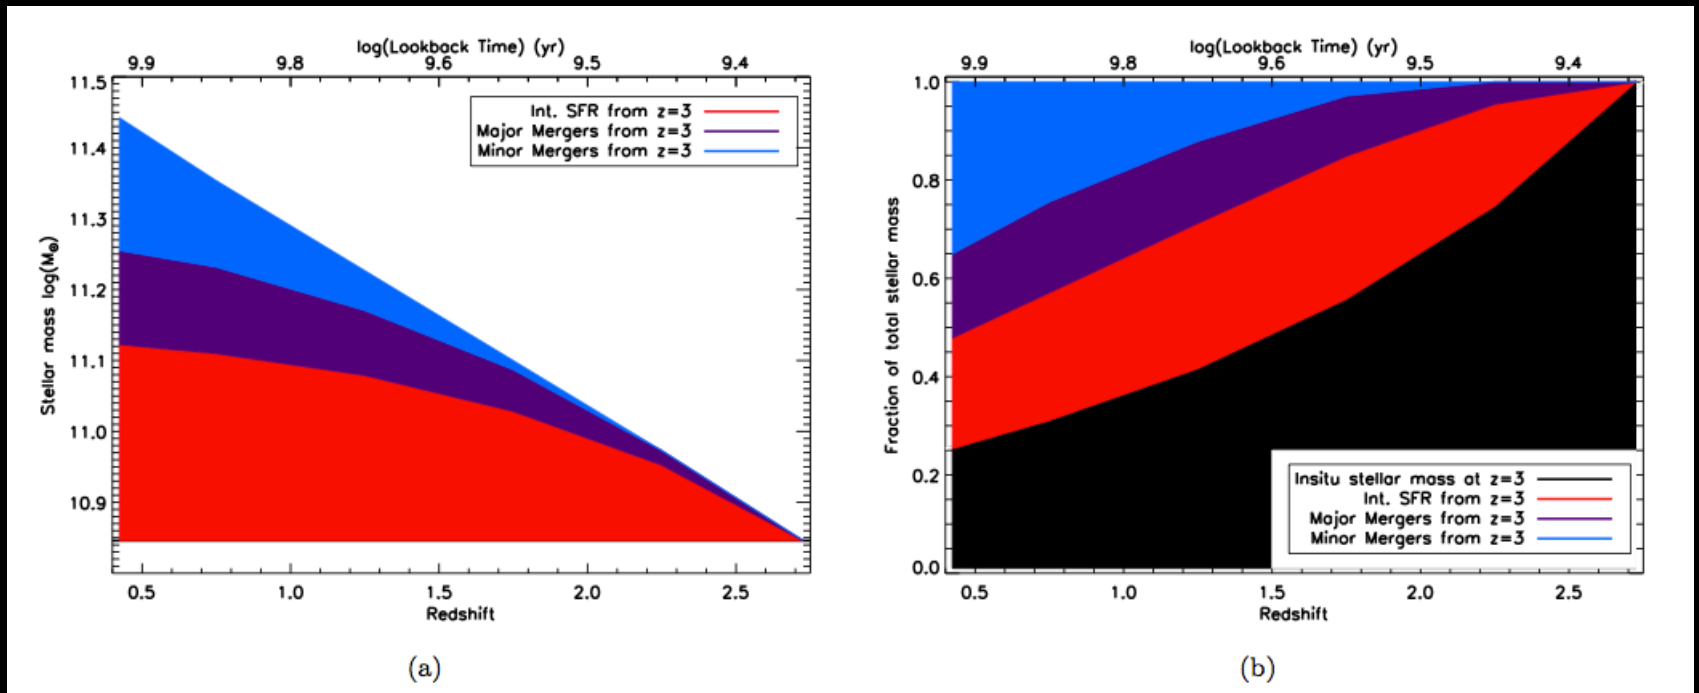 log(Lookback Time) (yr)
9.9 9.8 9.6 9.5 9.4
11.5
11.4
11.3
11.2
11.1
11.0
10.9
Stellar mass log(M⊙)
Int. SFR from z=3
Major Mergers from z=3
Minor Mergers from z=3
0.5 1.0 1.5 2.0 2.5
Redshift
(a)
log(Lookback Time) (yr)
9.9 9.8 9.6 9.5 9.4
1.0
0.8
0.6
0.4
0.2
0.0
Fraction of total stellar mass
Insitu stellar mass at z=3
Int. SFR from z=3
Major Mergers from z=3
Minor Mergers from z=3
0.5 1.0 1.5 2.0 2.5
Redshift
(b)